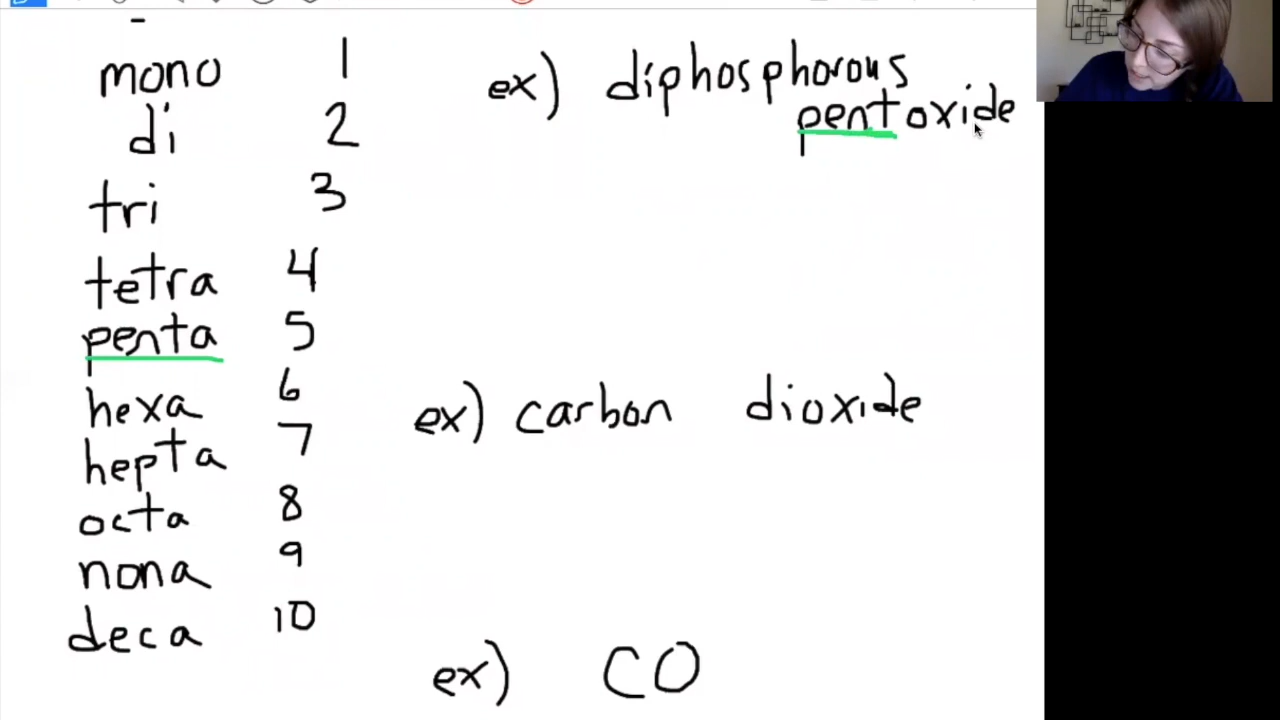 mono 1
di 2
tri 3
tetra 4
penta 5
hexa 6
hepta 7
octa 8
nona 9
deca 10
ex) diphosphorous
pentoxide
ex) carbon dioxide
ex) CO